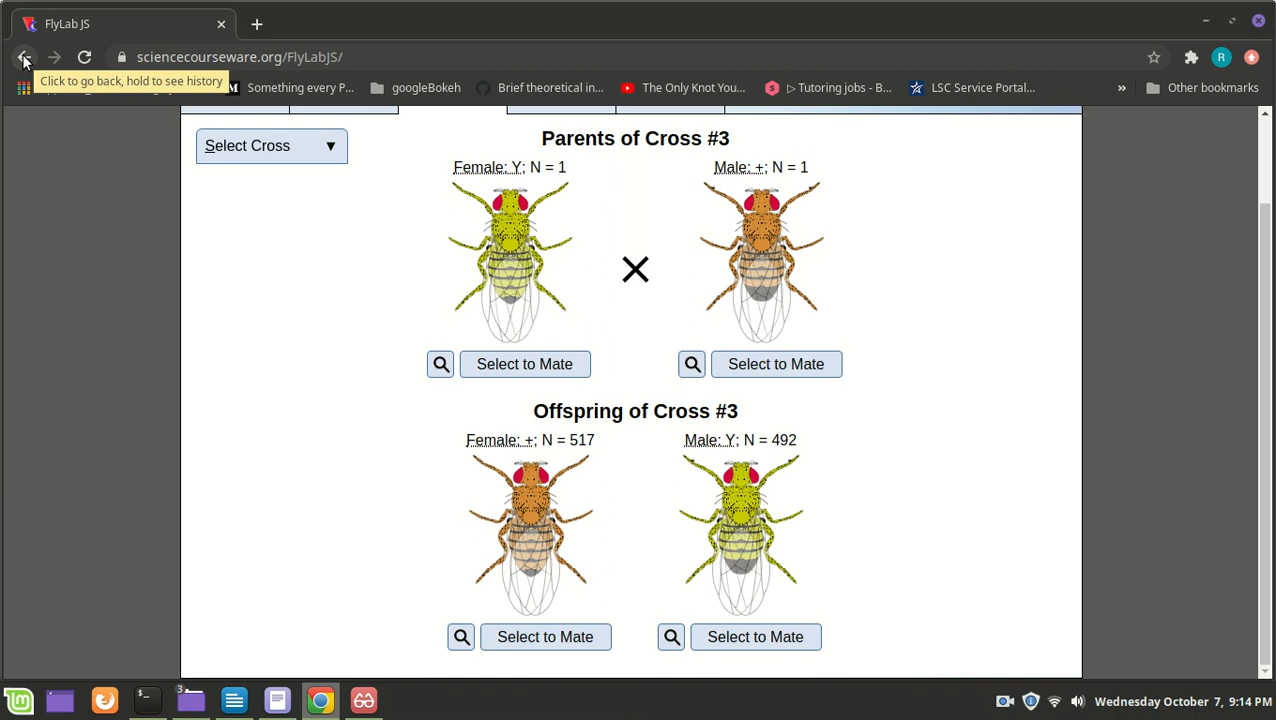 FlyLab JS
sciencecourseware.org/FlyLabJS/
R
Click to go back, hold to see history
Something every P...
googleBokeh
Brief theoretical in...
The Only Knot You...
▷ Tutoring jobs - B...
LSC Service Portal...
»
Other bookmarks
Select Cross ▼
Parents of Cross #3
Female: Y; N = 1
Male: +; N = 1
×
Select to Mate
Select to Mate
Offspring of Cross #3
Female: +; N = 517
Male: Y; N = 492
Select to Mate
Select to Mate
3
Wednesday October 7, 9:14 PM